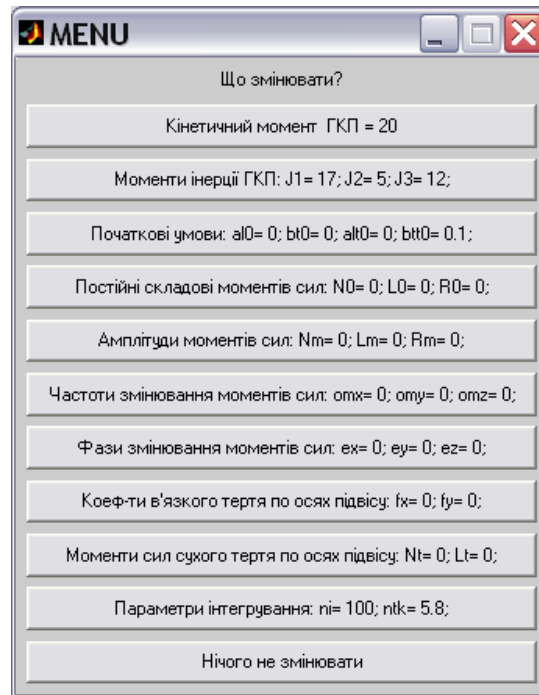 MENU
Що змінювати?
Кінетичний момент ГКП = 20
Моменти інерції ГКП: J1= 17; J2= 5; J3= 12;
Початкові умови: al0= 0; bt0= 0; alt0= 0; btt0= 0.1;
Постійні складові моментів сил: N0= 0; L0= 0; R0= 0;
Амплітуди моментів сил: Nm= 0; Lm= 0; Rm= 0;
Частоти змінювання моментів сил: omx= 0; omy= 0; omz= 0;
Фази змінювання моментів сил: ex= 0; ey= 0; ez= 0;
Коеф-ти в'язкого тертя по осях підвісу: fx= 0; fy= 0;
Моменти сил сухого тертя по осях підвісу: Nt= 0; Lt= 0;
Параметри інтегрування: ni= 100; ntk= 5.8;
Нічого не змінювати